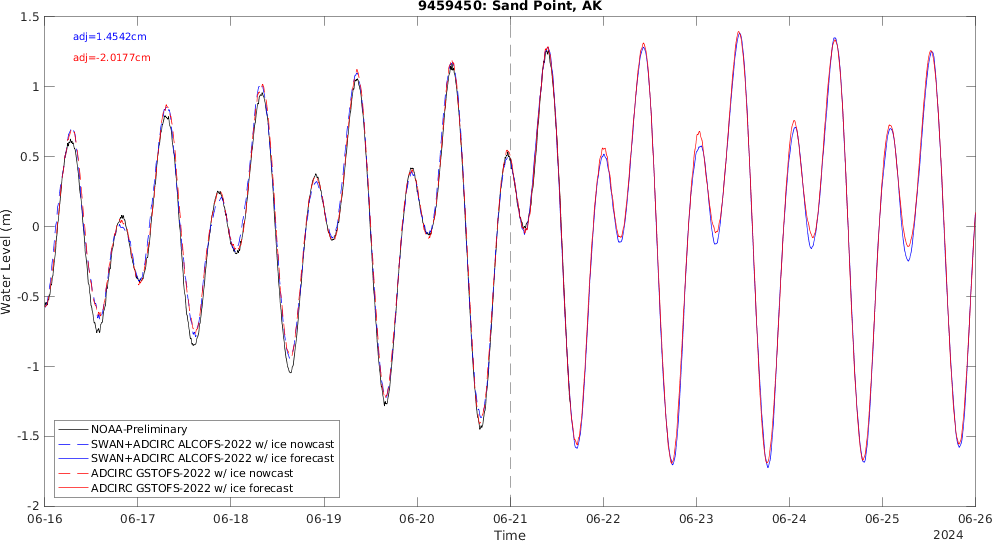 9459450: Sand Point, AK
adj=1.4542cm
adj=-2.0177cm
Water Level (m)
1.5
1
0.5
0
-0.5
-1
-1.5
-2
NOAA-Preliminary
SWAN+ADCIRC ALCOFS-2022 w/ ice nowcast
SWAN+ADCIRC ALCOFS-2022 w/ ice forecast
ADCIRC GSTOFS-2022 w/ ice nowcast
ADCIRC GSTOFS-2022 w/ ice forecast
06-16 06-17 06-18 06-19 06-20 06-21 06-22 06-23 06-24 06-25 06-26
Time
2024